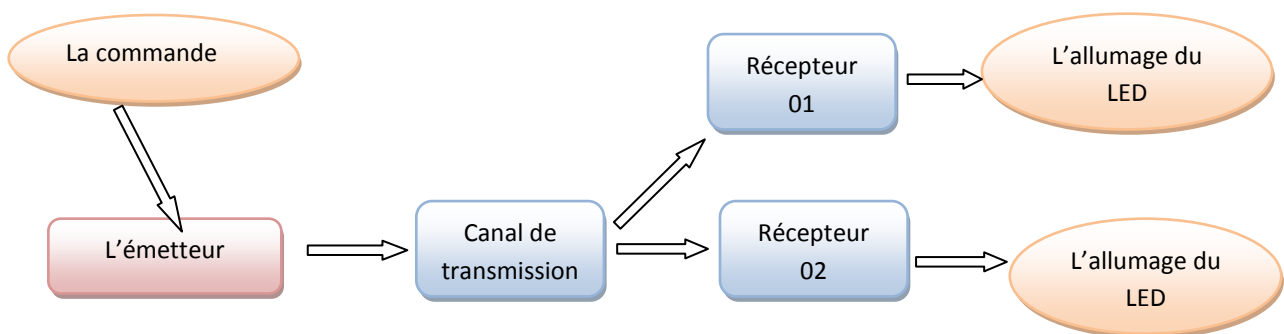 La commande
L'émetteur
Canal de
transmission
Récepteur
01
L'allumage du
LED
Récepteur
02
L'allumage du
LED